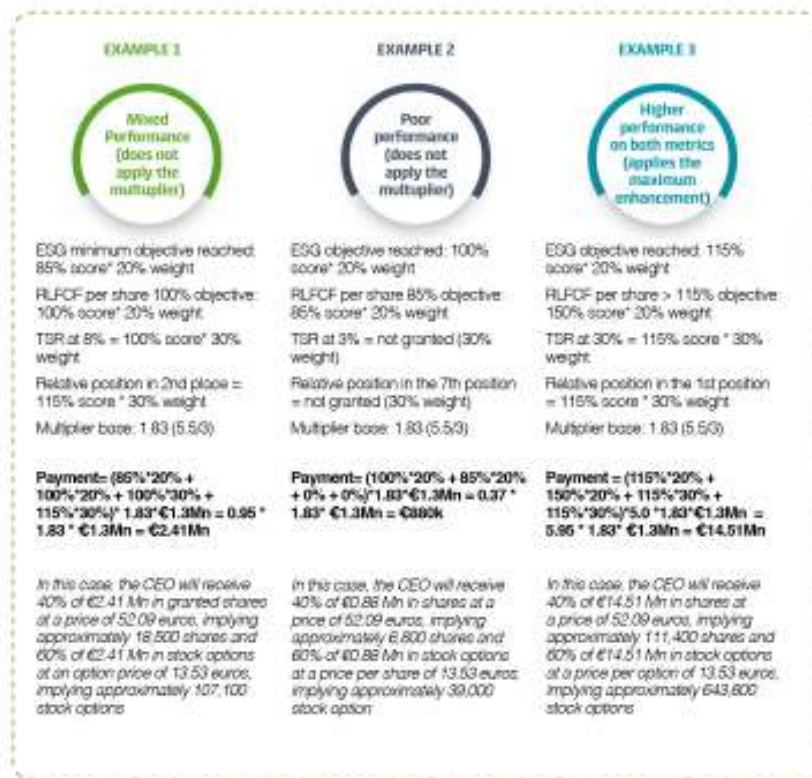 EXAMPLE 1
Mixed
Performance
(does not
apply the
multuplier)
ESG minimum objective reached:
85% score* 20% weight
RLFCF per share 100% objective:
100% score* 20% weight
TSR at 8% = 100% score* 30%
weight
Relative position in 2nd place =
115% score * 30% weight
Multiplier base: 1.83 (5.5/3)
Payment= (85%*20% +
100%*20% + 100%*30% +
115%*30%)* 1.83*€1.3Mn = 0.95 *
1.83 * €1.3Mn = €2.41Mn
In this case, the CEO will receive
40% of €2.41 Mn in granted shares
at a price of 52.09 euros, implying
approximately 18,500 shares and
60% of €2.41 Mn in stock options
at an option price of 13.53 euros,
implying approximately 107,100
stock options
EXAMPLE 2
Poor
performance
(does not
apply the
multuplier)
ESG objective reached: 100%
score* 20% weight
RLFCF per share 85% objective:
85% score* 20% weight
TSR at 3% = not granted (30%
weight)
Relative position in the 7th position
= not granted (30% weight)
Multiplier base: 1.83 (5.5/3)
Payment= (100%*20% + 85%*20%
+ 0% + 0%)*1.83*€1.3Mn = 0.37 *
1.83* €1.3Mn = €880k
In this case, the CEO will receive
40% of €0.88 Mn in shares at a
price of 52.09 euros, implying
approximately 6,800 shares and
60% of €0.88 Mn in stock options
at a price per share of 13.53 euros,
implying approximately 39,000
stock option
EXAMPLE 3
Higher
performance
on both metrics
(applies the
maximum
enhancement)
ESG objective reached: 115%
score* 20% weight
RLFCF per share > 115% objective:
150% score* 20% weight
TSR at 30% = 115% score * 30%
weight
Relative position in the 1st position
= 115% score * 30% weight
Multiplier base: 1.83 (5.5/3)
Payment = (115%*20% +
150%*20% + 115%*30% +
115%*30%)*5.0 *1.83*€1.3Mn =
5.95 * 1.83* €1.3Mn = €14.51Mn
In this case, the CEO will receive
40% of €14.51 Mn in shares at
a price of 52.09 euros, implying
approximately 111,400 shares and
60% of €14.51 Mn in stock options
at a price per option of 13.53 euros,
implying approximately 643,600
stock options